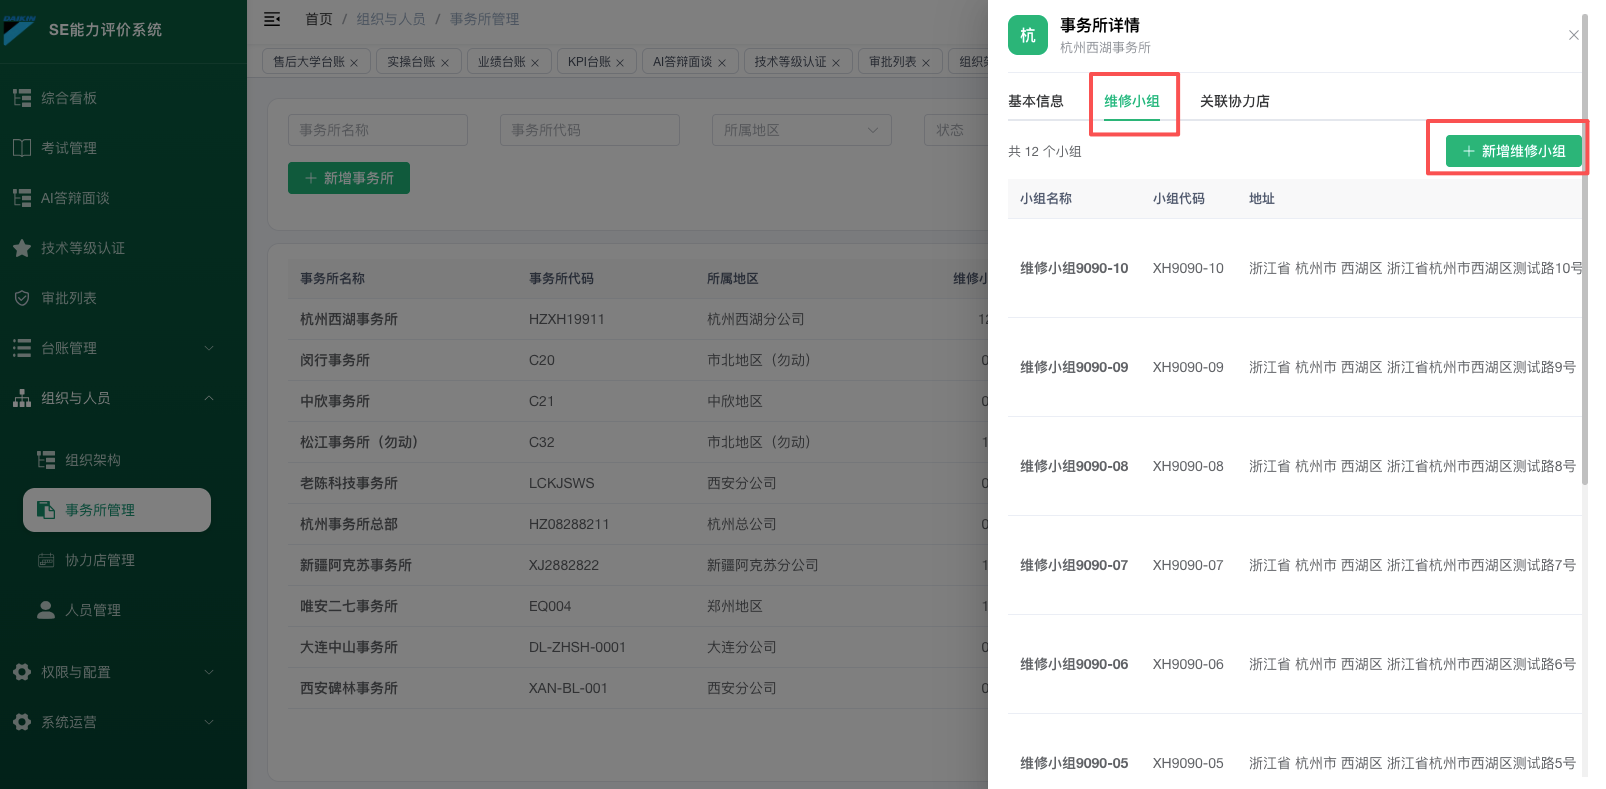 DAIKIN
SE能力评价系统
综合看板
考试管理
AI答辩面谈
技术等级认证
审批列表
台账管理
组织与人员
组织架构
事务所管理
协力店管理
人员管理
权限与配置
系统运营
首页 / 组织与人员 / 事务所管理
售后大学台账 × 实操台账 × 业绩台账 × KPI台账 × AI答辩面谈 × 技术等级认证 × 审批列表 × 组织架
事务所名称 事务所代码 所属地区 状态
+ 新增事务所
事务所名称 事务所代码 所属地区 维修小
杭州西湖事务所 HZXH19911 杭州西湖分公司 12
闵行事务所 C20 市北地区（勿动） 0
中欣事务所 C21 中欣地区 0
松江事务所（勿动） C32 市北地区（勿动） 1
老陈科技事务所 LCKJSWS 西安分公司 0
杭州事务所总部 HZ08288211 杭州总公司 0
新疆阿克苏事务所 XJ2882822 新疆阿克苏分公司 1
唯安二七事务所 EQ004 郑州地区 1
大连中山事务所 DL-ZHSH-0001 大连分公司 0
西安碑林事务所 XAN-BL-001 西安分公司 0
杭
事务所详情
杭州西湖事务所
基本信息 维修小组 关联协力店
共 12 个小组
+ 新增维修小组
小组名称 小组代码 地址
维修小组9090-10 XH9090-10 浙江省 杭州市 西湖区 浙江省杭州市西湖区测试路10号
维修小组9090-09 XH9090-09 浙江省 杭州市 西湖区 浙江省杭州市西湖区测试路9号
维修小组9090-08 XH9090-08 浙江省 杭州市 西湖区 浙江省杭州市西湖区测试路8号
维修小组9090-07 XH9090-07 浙江省 杭州市 西湖区 浙江省杭州市西湖区测试路7号
维修小组9090-06 XH9090-06 浙江省 杭州市 西湖区 浙江省杭州市西湖区测试路6号
维修小组9090-05 XH9090-05 浙江省 杭州市 西湖区 浙江省杭州市西湖区测试路5号